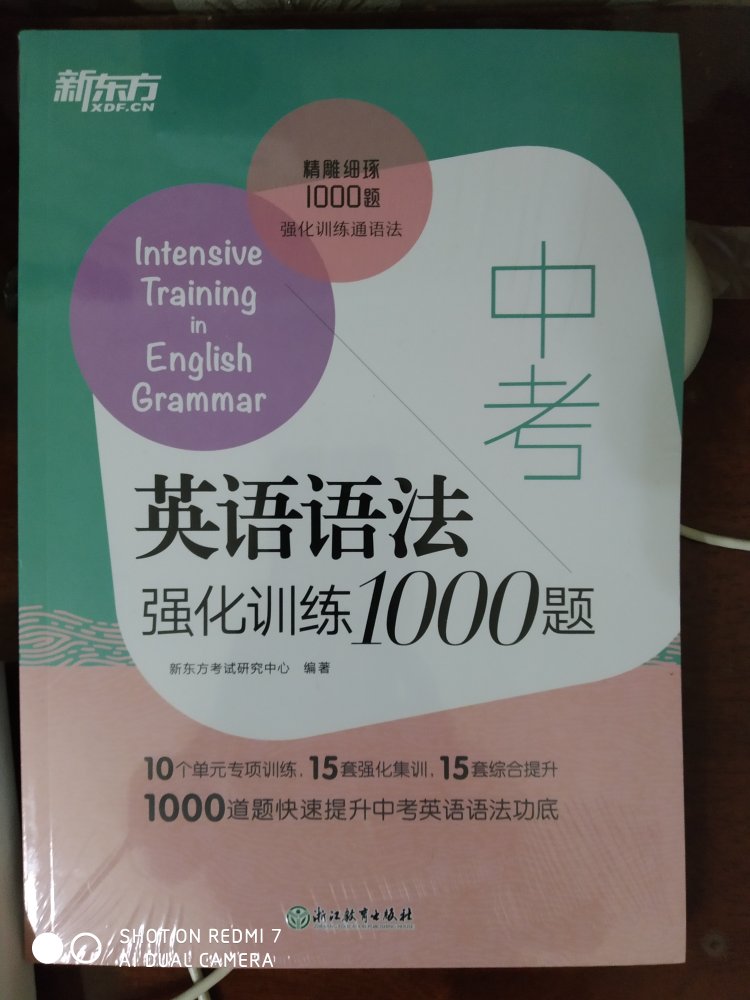 新东方
XDF.CN
精雕细琢
1000题
强化训练通语法
Intensive
Training
in
English
Grammar
中考
英语语法
强化训练1000题
新东方考试研究中心 编著
10个单元专项训练，15套强化集训，15套综合提升
1000道题快速提升中考英语语法功底
浙江教育出版社
SHOT ON REDMI 7
AI DUAL CAMERA